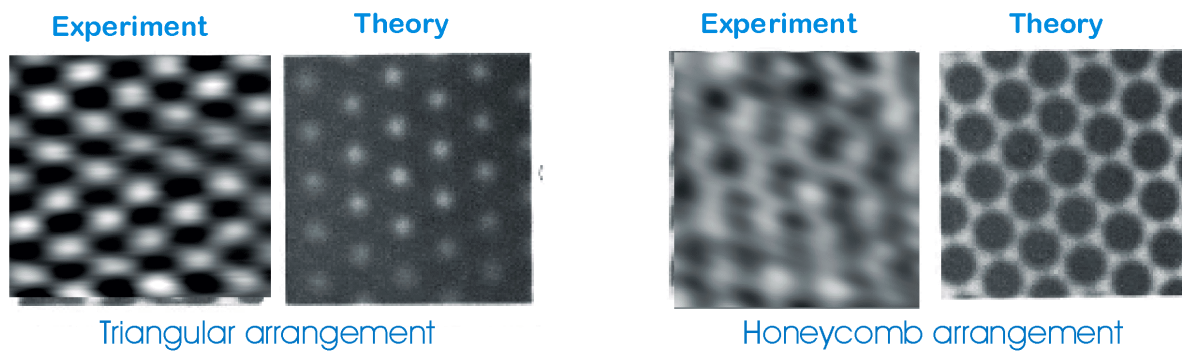 Experiment
Theory
Experiment
Theory
Triangular arrangement
Honeycomb arrangement